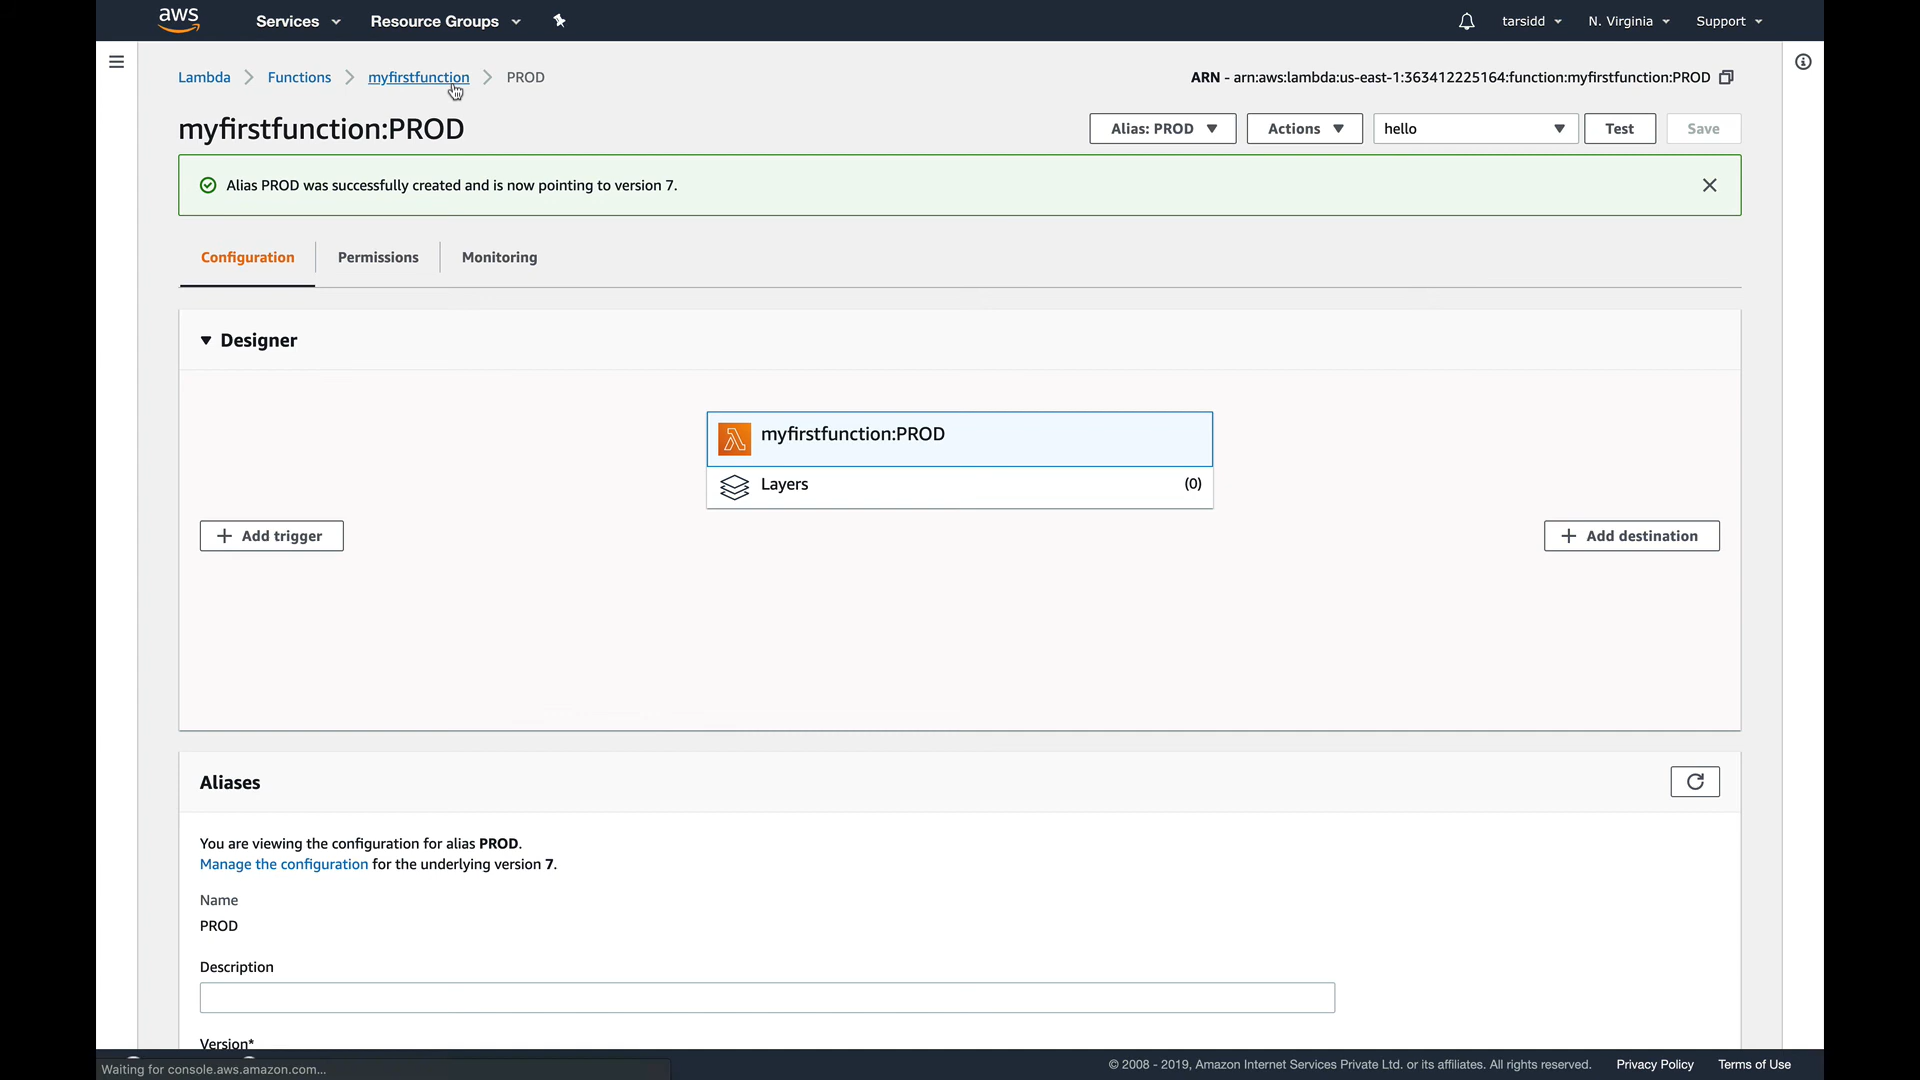 aws Services Resource Groups tarsidd N. Virginia Support
Lambda Functions myfirstfunction PROD
ARN - arn:aws:lambda:us-east-1:363412225164:function:myfirstfunction:PROD
myfirstfunction:PROD
Alias: PROD Actions hello Test Save
Alias PROD was successfully created and is now pointing to version 7.
Configuration Permissions Monitoring
Designer
myfirstfunction:PROD
Layers (0)
+ Add trigger + Add destination
Aliases
You are viewing the configuration for alias PROD.
Manage the configuration for the underlying version 7.
Name
PROD
Description
Version*
Waiting for console.aws.amazon.com...
© 2008 - 2019, Amazon Internet Services Private Ltd. or its affiliates. All rights reserved. Privacy Policy Terms of Use